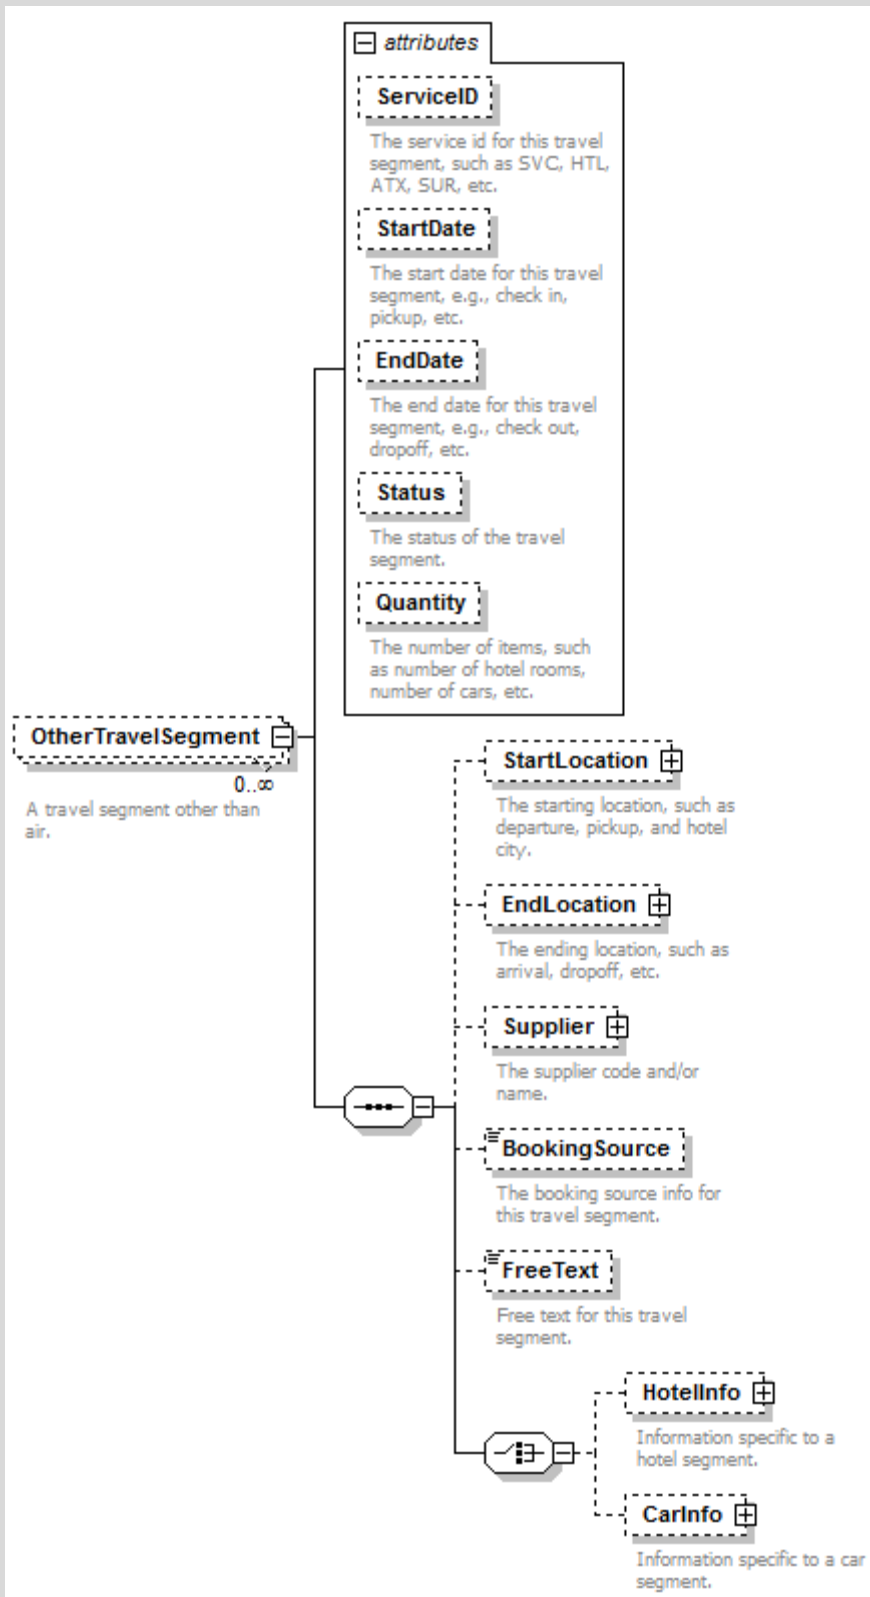 attributes
ServiceID
The service id for this travel
segment, such as SVC, HTL,
ATX, SUR, etc.
StartDate
The start date for this travel
segment, e.g., check in,
pickup, etc.
EndDate
The end date for this travel
segment, e.g., check out,
dropoff, etc.
Status
The status of the travel
segment.
Quantity
The number of items, such
as number of hotel rooms,
number of cars, etc.
OtherTravelSegment
0..∞
A travel segment other than
air.
StartLocation
The starting location, such as
departure, pickup, and hotel
city.
EndLocation
The ending location, such as
arrival, dropoff, etc.
Supplier
The supplier code and/or
name.
BookingSource
The booking source info for
this travel segment.
FreeText
Free text for this travel
segment.
HotelInfo
Information specific to a
hotel segment.
CarInfo
Information specific to a car
segment.